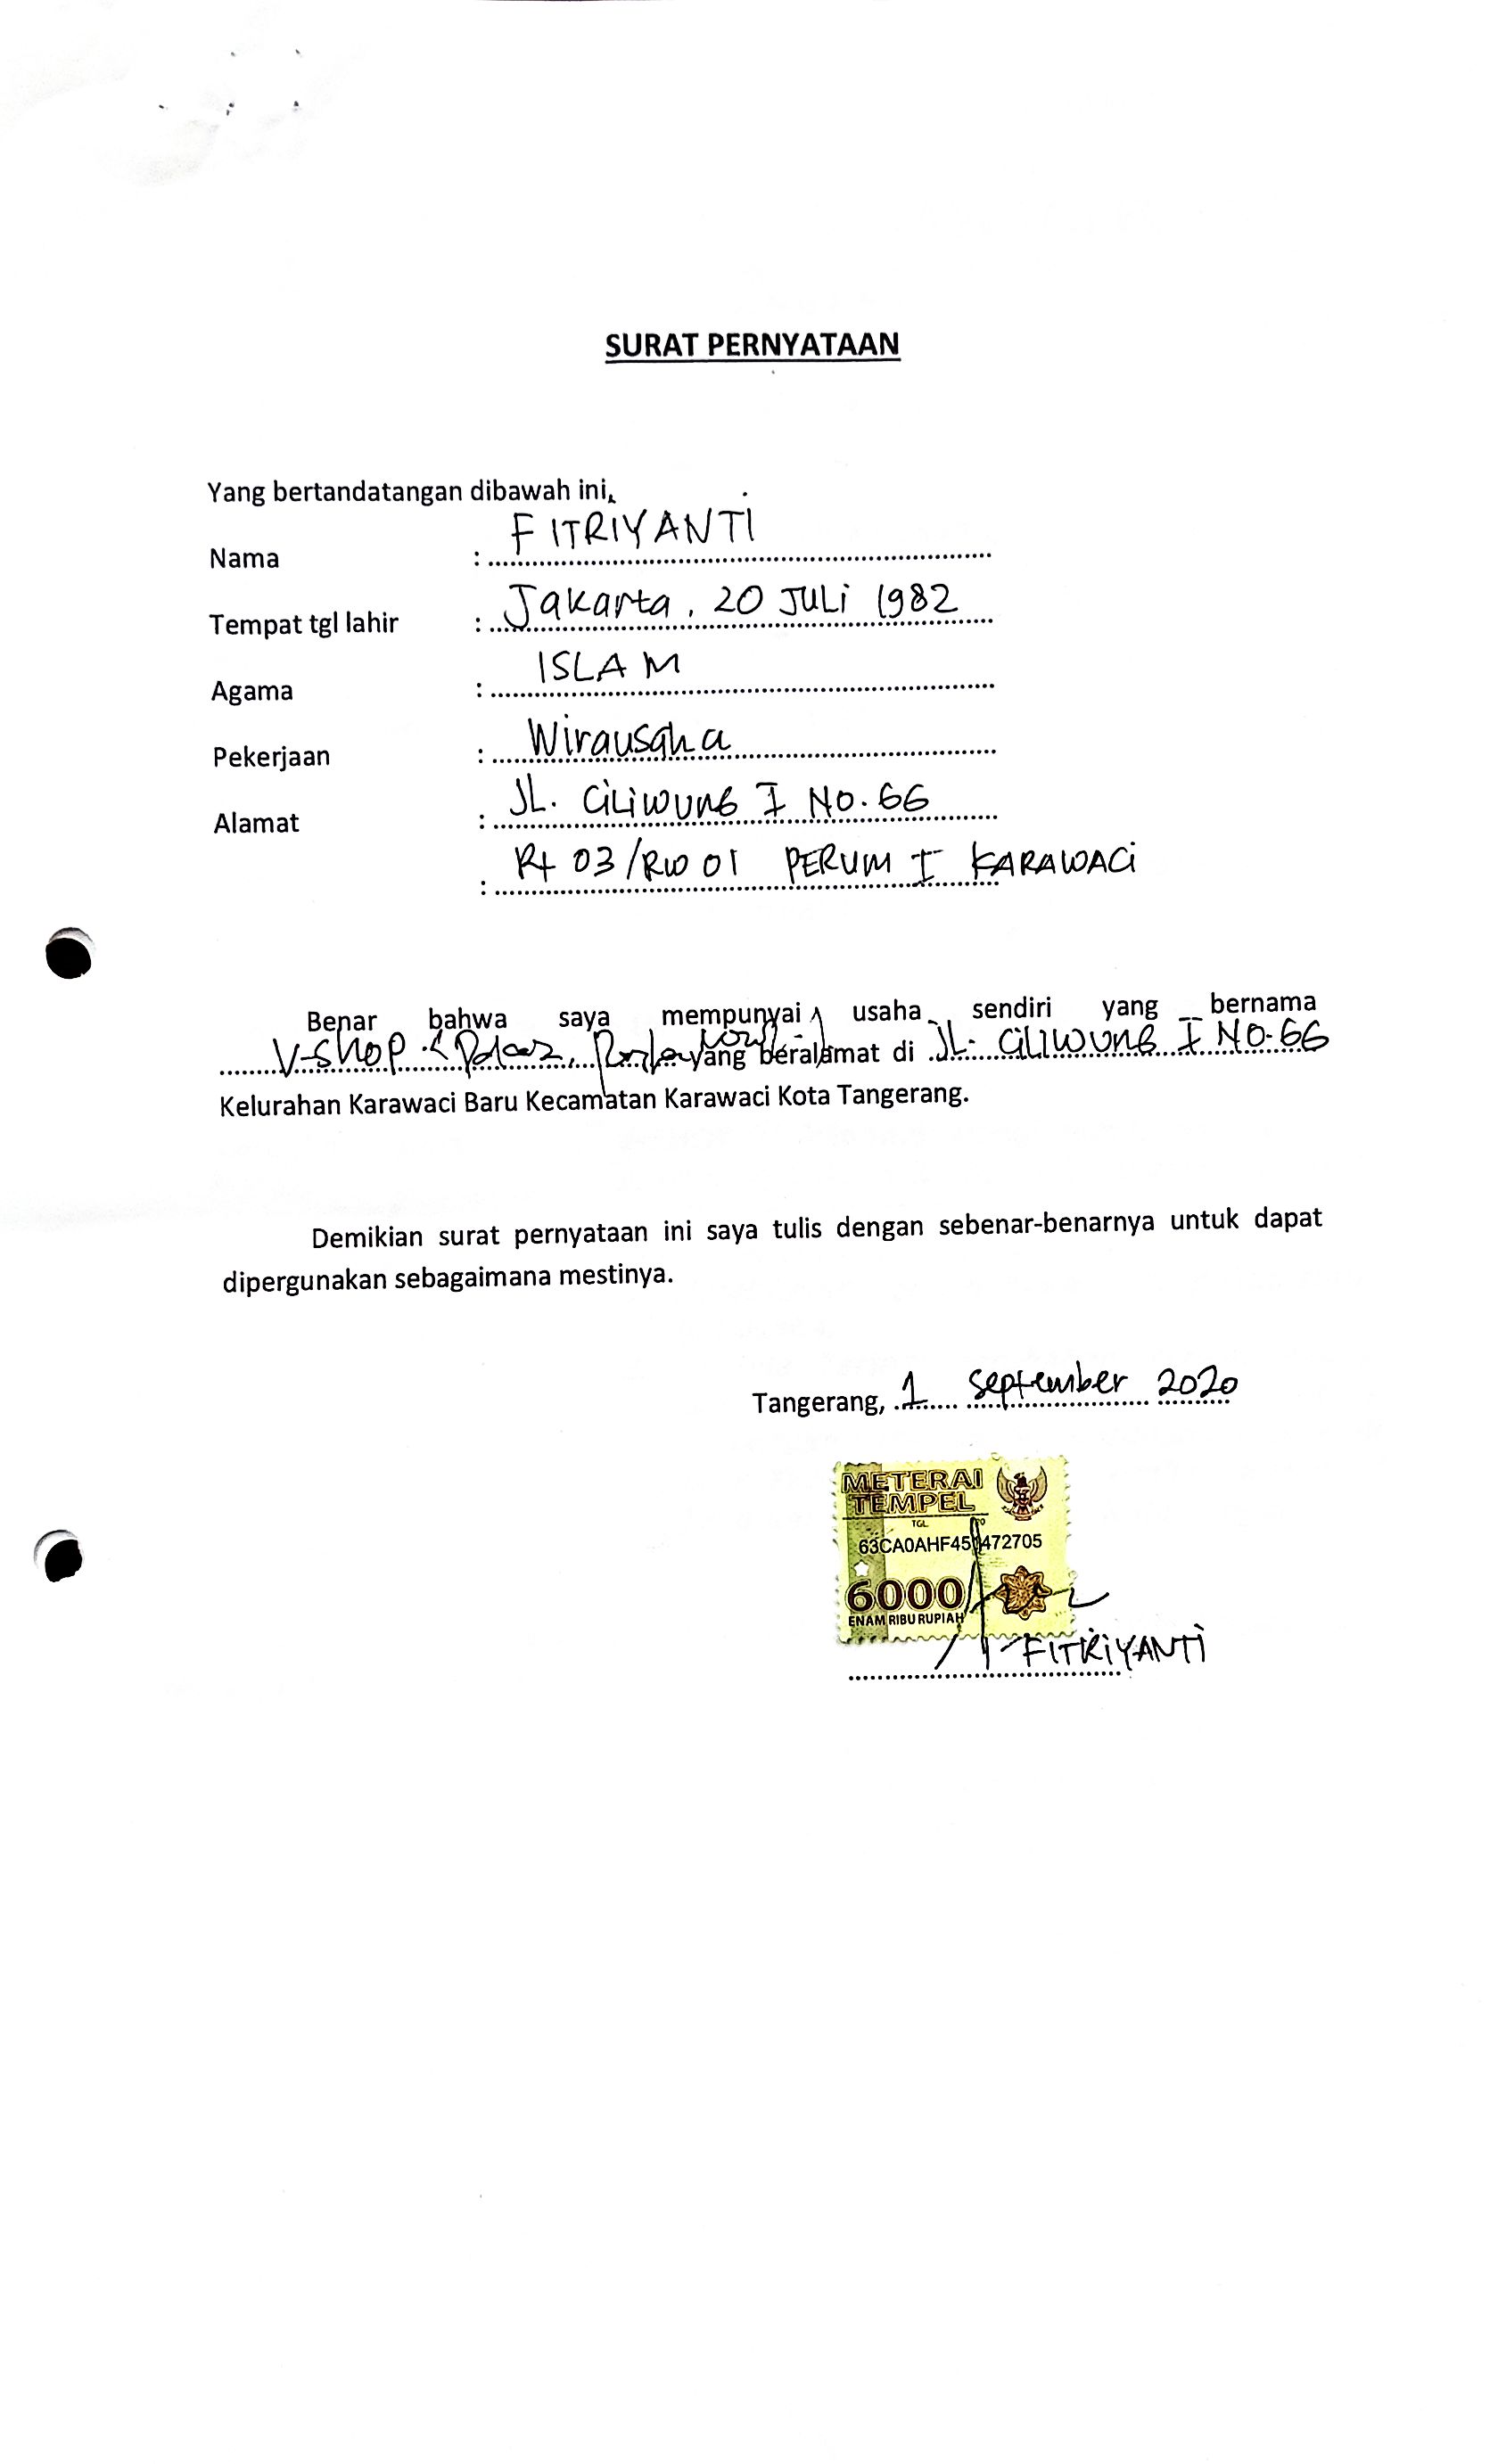 SURAT PERNYATAAN
Yang bertandatangan dibawah ini,
Nama : FITRIYANTI
Tempat tgl lahir : Jakarta, 20 JULi 1982
Agama : ISLAM
Pekerjaan : Wirausaha
Alamat : JL. CiLiWUNG I NO. 66
: Rt 03/RW 01 PERUM I KARAWACi
Benar bahwa saya mempunyai usaha sendiri yang bernama
V-SHOP yang beralamat di JL. CiLiWUNG I NO. 66
Kelurahan Karawaci Baru Kecamatan Karawaci Kota Tangerang.
Demikian surat pernyataan ini saya tulis dengan sebenar-benarnya untuk dapat
dipergunakan sebagaimana mestinya.
Tangerang, 1 September 2020
METERAI
TEMPEL
TGL. 20
6000
ENAM RIBU RUPIAH
FITRIYANTI